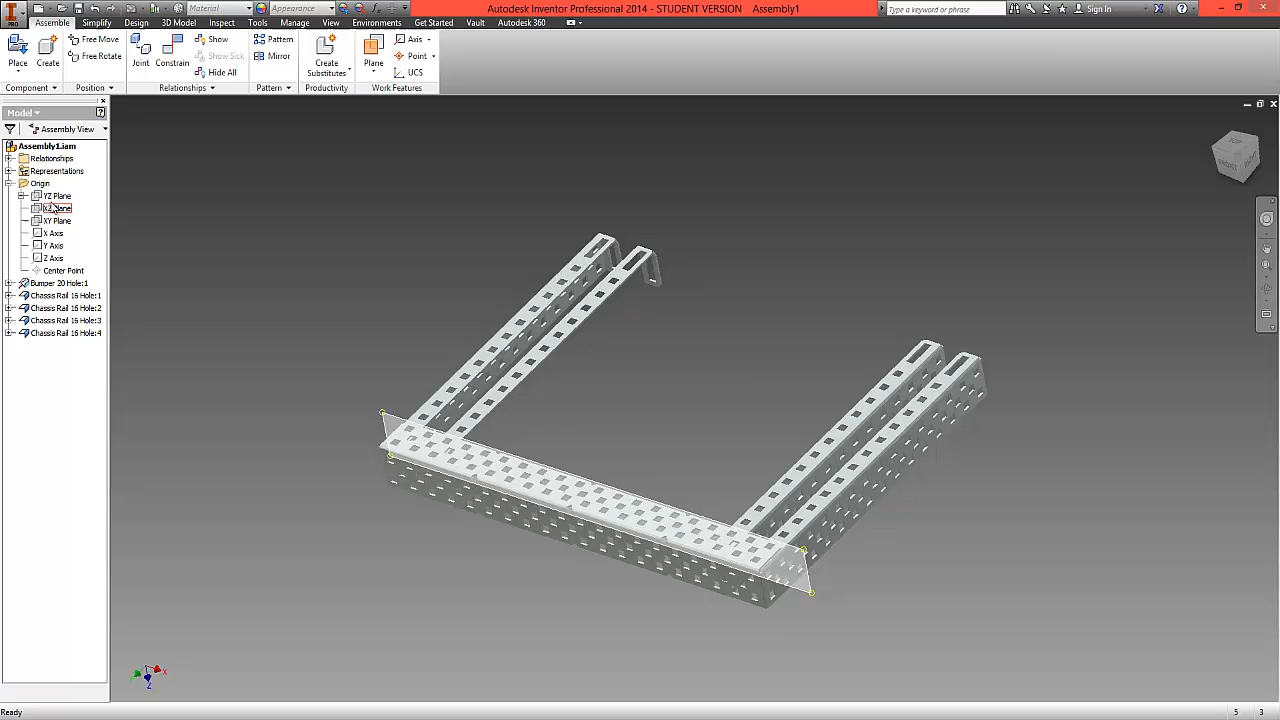 Material
Appearance
Autodesk Inventor Professional 2014 - STUDENT VERSION Assembly1
Type a keyword or phrase
Sign In
PRO
Assemble Simplify Design 3D Model Inspect Tools Manage View Environments Get Started Vault Autodesk 360
Place
Create
Free Move
Free Rotate
Joint
Constrain
Show
Show Sick
Hide All
Pattern
Mirror
Create
Substitutes
Plane
Axis
Point
UCS
Component
Position
Relationships
Pattern
Productivity
Work Features
Model
Assembly View
Assembly1.iam
Relationships
Representations
Origin
YZ Plane
XZ Plane
XY Plane
X Axis
Y Axis
Z Axis
Center Point
Bumper 20 Hole:1
Chassis Rail 16 Hole:1
Chassis Rail 16 Hole:2
Chassis Rail 16 Hole:3
Chassis Rail 16 Hole:4
TOP
FRONT
X
Z
Ready
5
3